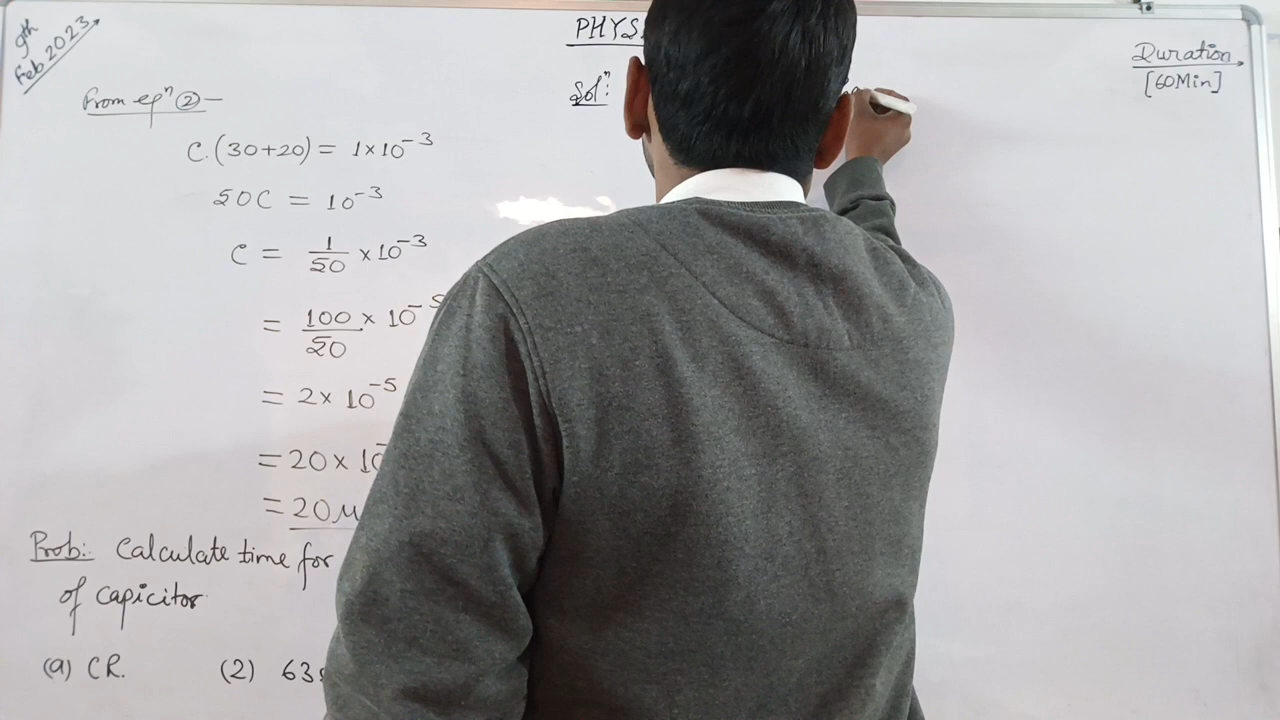 9th
Feb 2023
PHYS
Duration
[60Min]
From eqⁿ ② –
Solⁿ:
C.(30+20) = 1×10⁻³
50C = 10⁻³
C = 1/50 × 10⁻³
= 100/50 × 10⁻⁵
= 2× 10⁻⁵
= 20 × 10
= 20μ
Prob: Calculate time for
of capicitor
(a) CR. (2) 63